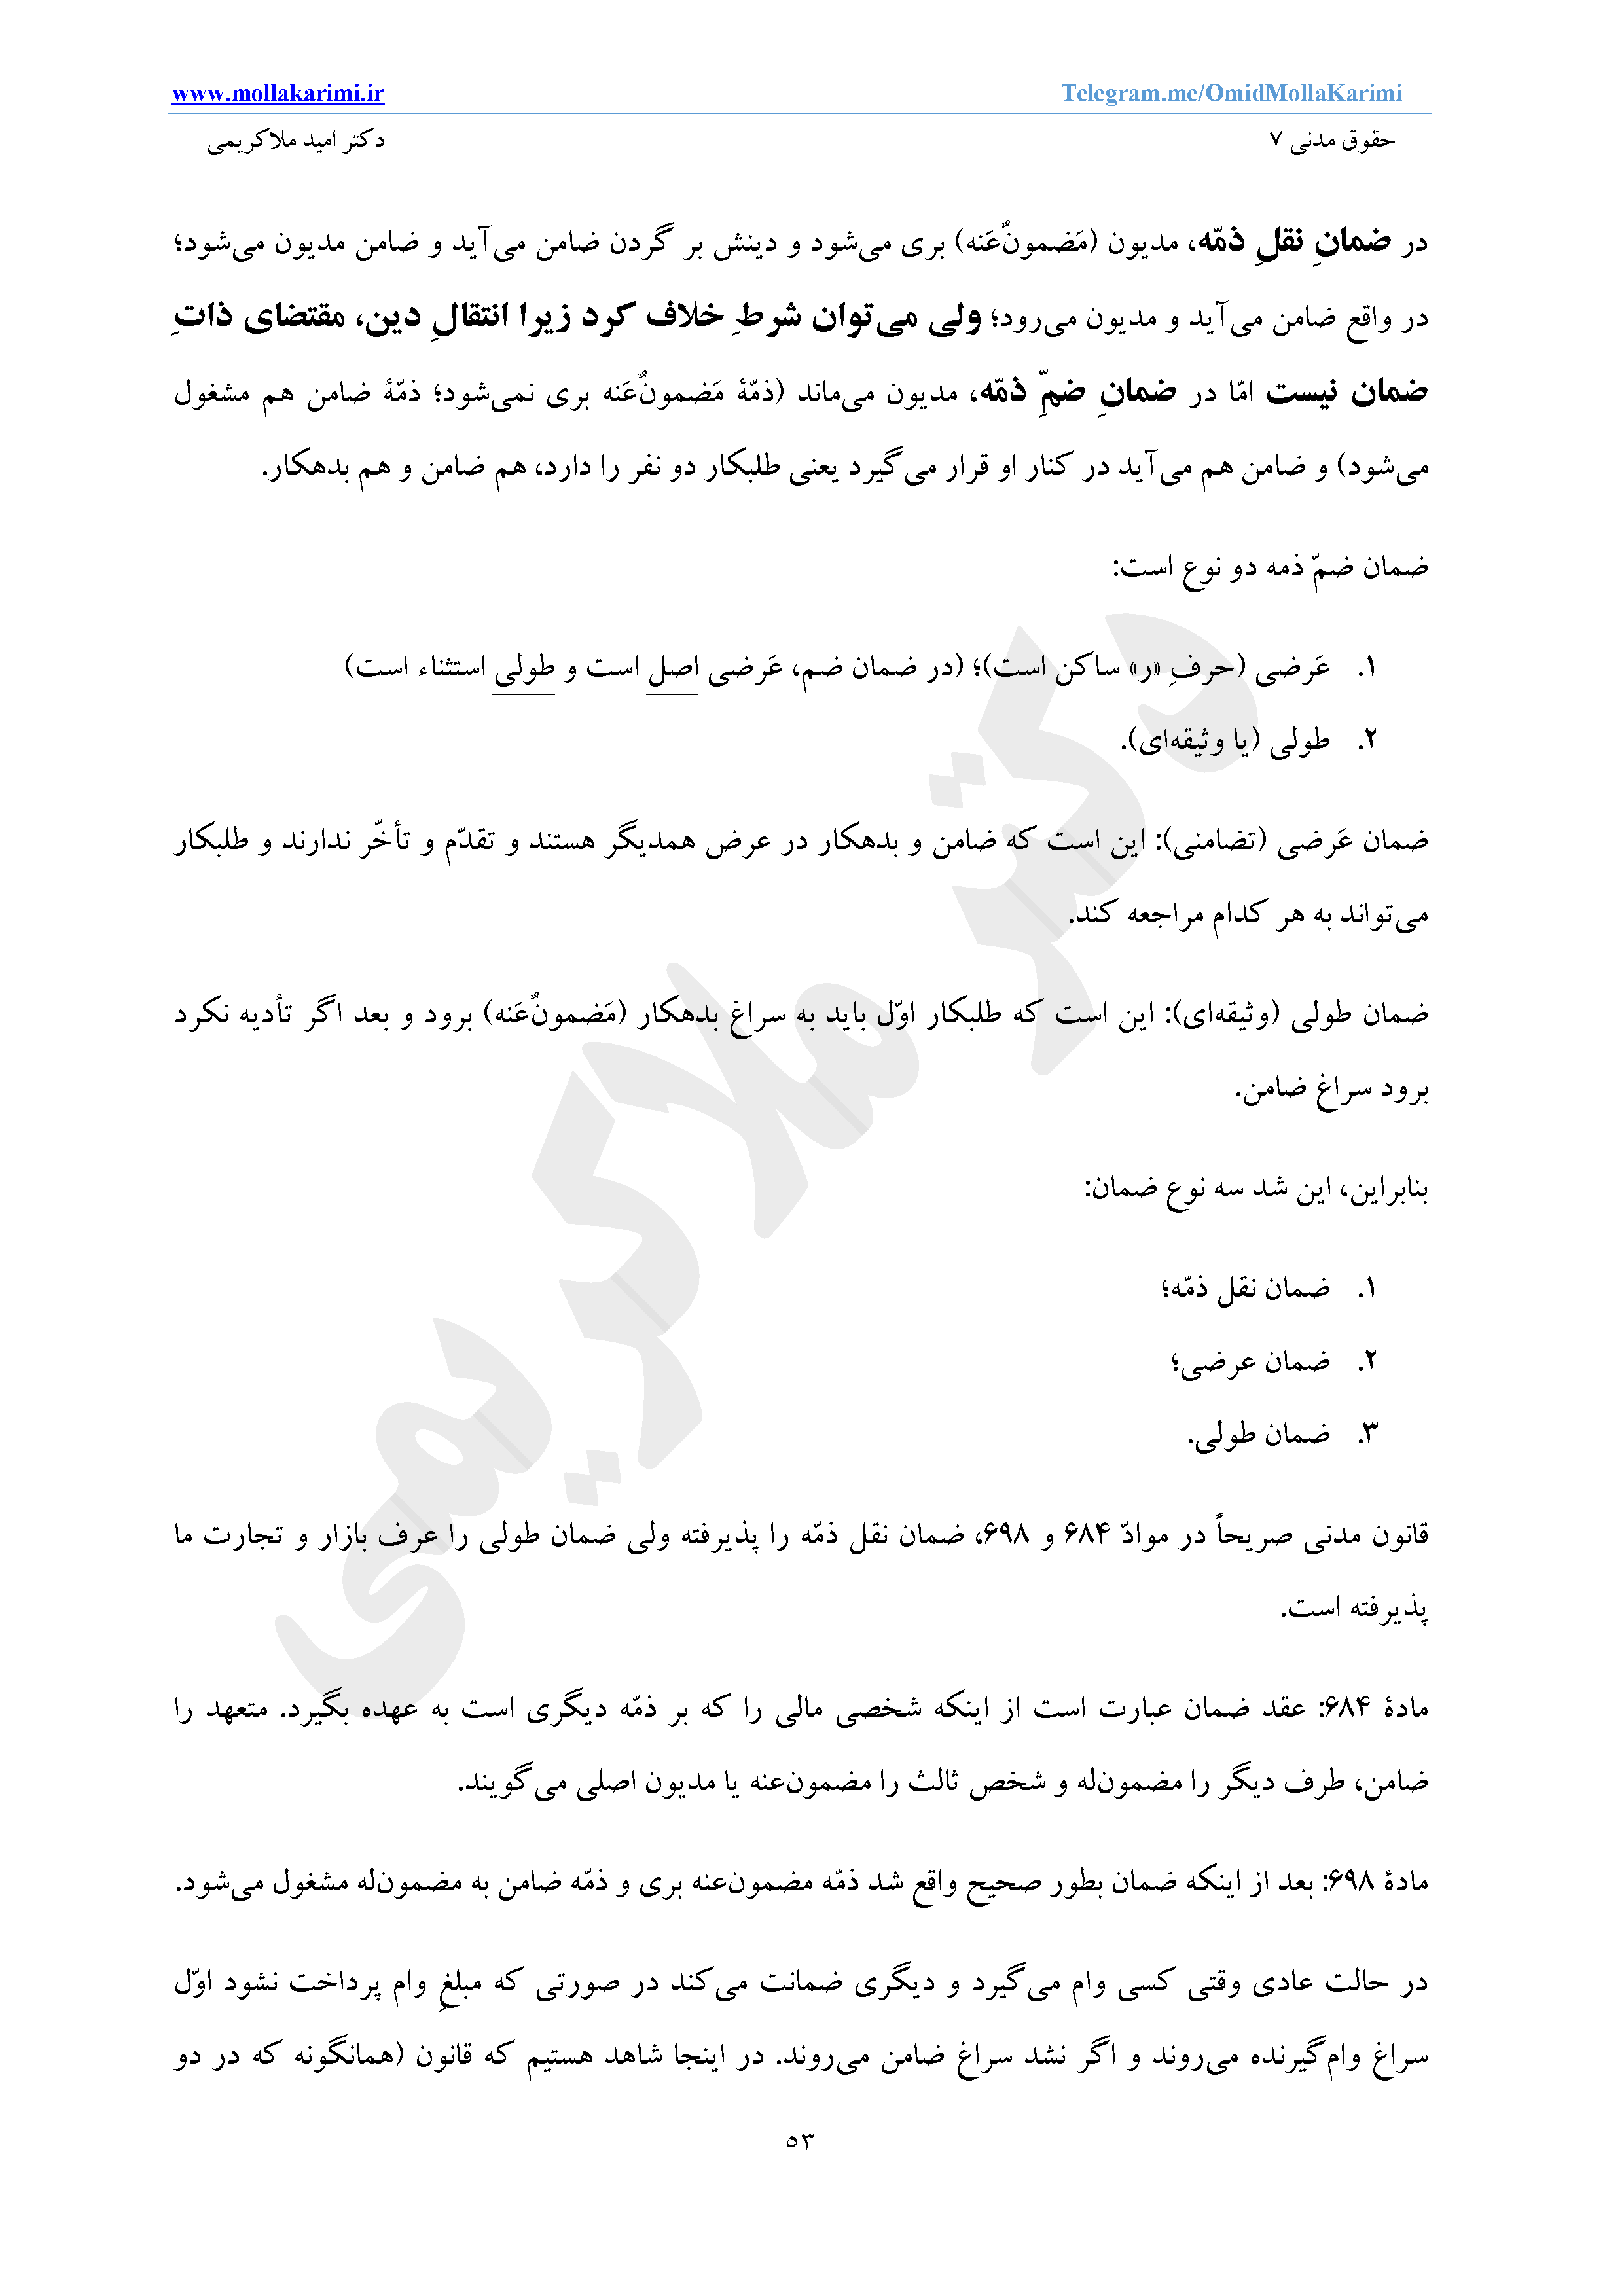 www.mollakarimi.ir Telegram.me/OmidMollaKarimi
حقوق مدنی ۷ دکتر امید ملاکریمی
در ضمانِ نقلِ ذمّه، مدیون (مَضمونٌ‌عَنه) بری می‌شود و دینش بر گردن ضامن می‌آید و ضامن مدیون می‌شود؛
در واقع ضامن می‌آید و مدیون می‌رود؛ ولی می‌توان شرطِ خلاف کرد زیرا انتقالِ دین، مقتضای ذاتِ
ضمان نیست امّا در ضمانِ ضمِّ ذمّه، مدیون می‌ماند (ذمّهٔ مَضمونٌ‌عَنه بری نمی‌شود؛ ذمّهٔ ضامن هم مشغول
می‌شود) و ضامن هم می‌آید در کنار او قرار می‌گیرد یعنی طلبکار دو نفر را دارد، هم ضامن و هم بدهکار.
ضمان ضمّ ذمه دو نوع است:
۱. عَرضی (حرفِ «ر» ساکن است)؛ (در ضمان ضم، عَرضی اصل است و طولی استثناء است)
۲. طولی (یا وثیقه‌ای).
ضمان عَرضی (تضامنی): این است که ضامن و بدهکار در عرض همدیگر هستند و تقدّم و تأخّر ندارند و طلبکار
می‌تواند به هر کدام مراجعه کند.
ضمان طولی (وثیقه‌ای): این است که طلبکار اوّل باید به سراغ بدهکار (مَضمونٌ‌عَنه) برود و بعد اگر تأدیه نکرد
برود سراغ ضامن.
بنابراین، این شد سه نوع ضمان:
۱. ضمان نقل ذمّه؛
۲. ضمان عرضی؛
۳. ضمان طولی.
قانون مدنی صریحاً در موادّ ۶۸۴ و ۶۹۸، ضمان نقل ذمّه را پذیرفته ولی ضمان طولی را عرف بازار و تجارت ما
پذیرفته است.
مادهٔ ۶۸۴: عقد ضمان عبارت است از اینکه شخصی مالی را که بر ذمّه دیگری است به عهده بگیرد. متعهد را
ضامن، طرف دیگر را مضمون‌له و شخص ثالث را مضمون‌عنه یا مدیون اصلی می‌گویند.
مادهٔ ۶۹۸: بعد از اینکه ضمان بطور صحیح واقع شد ذمّه مضمون‌عنه بری و ذمّه ضامن به مضمون‌له مشغول می‌شود.
در حالت عادی وقتی کسی وام می‌گیرد و دیگری ضمانت می‌کند در صورتی که مبلغِ وام پرداخت نشود اوّل
سراغ وام‌گیرنده می‌روند و اگر نشد سراغ ضامن می‌روند. در اینجا شاهد هستیم که قانون (همانگونه که در دو
۵۳
دکتر ملاکریمی